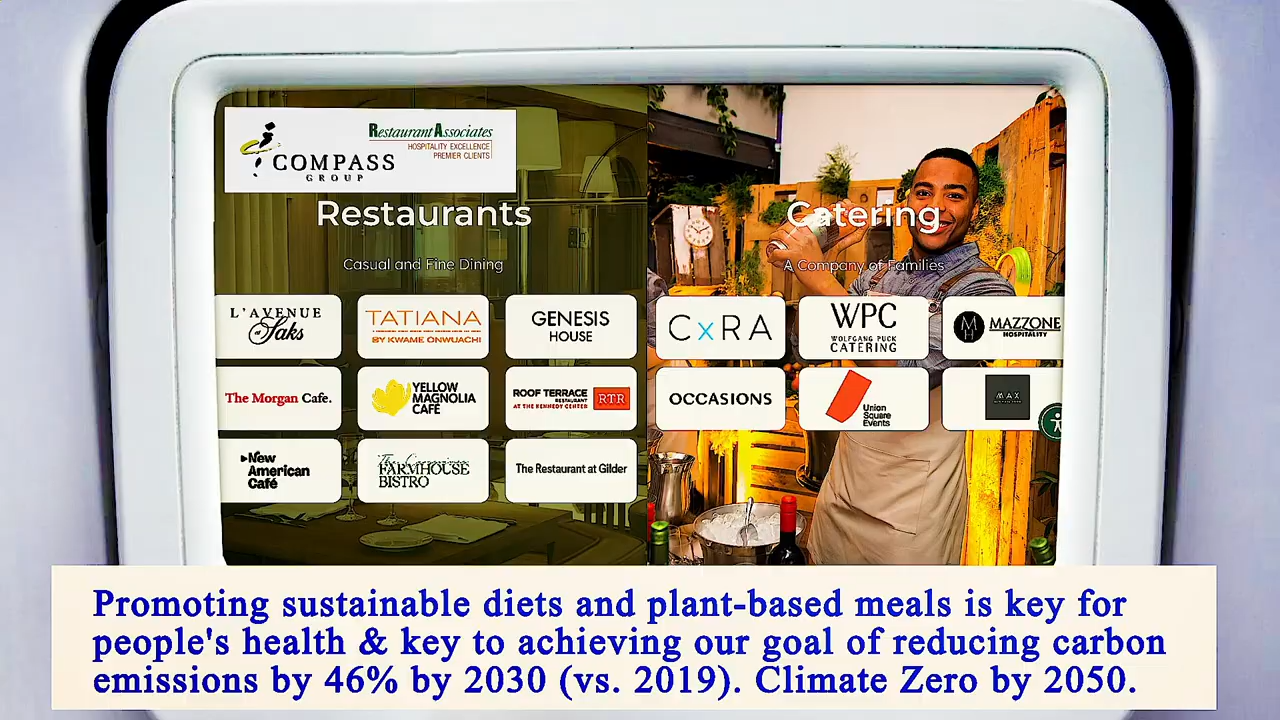 COMPASS
GROUP
Restaurant Associates
HOSPITALITY EXCELLENCE
PREMIER CLIENTS
Restaurants
Casual and Fine Dining
L'AVENUE
Saks
TATIANA
BY KWAME ONWUACHI
GENESIS
HOUSE
The Morgan Cafe.
YELLOW
MAGNOLIA
CAFÉ
ROOF TERRACE
RESTAURANT
AT THE KENNEDY CENTER
RTR
New
American
Café
FARMHOUSE
BISTRO
The Restaurant at Gilder
Catering
A Company of Families
CxRA
WPC
WOLFGANG PUCK
CATERING
MH
MAZZONE
HOSPITALITY
OCCASIONS
Union
Square
Events
MAX
Promoting sustainable diets and plant-based meals is key for
people's health & key to achieving our goal of reducing carbon
emissions by 46% by 2030 (vs. 2019). Climate Zero by 2050.